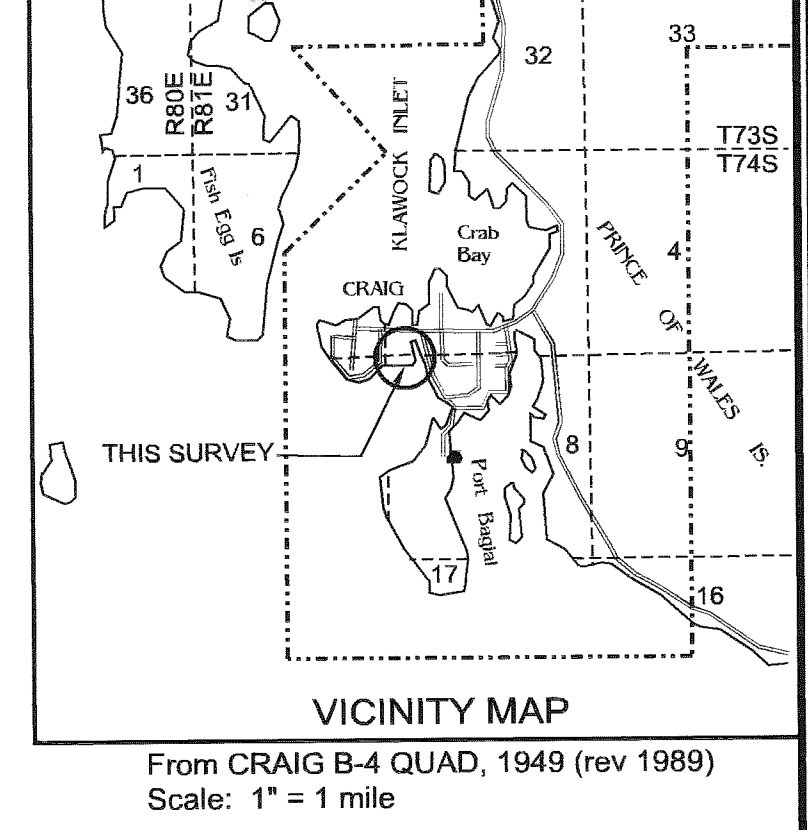 33
32
36
R80E
R81E
31
KLAWOCK INLET
T73S
T74S
1
Fish Egg Is
6
Crab
Bay
PRINCE
OF
WALES IS.
4
CRAIG
THIS SURVEY
8
9
Port Bagial
17
16
VICINITY MAP
From CRAIG B-4 QUAD, 1949 (rev 1989)
Scale: 1" = 1 mile